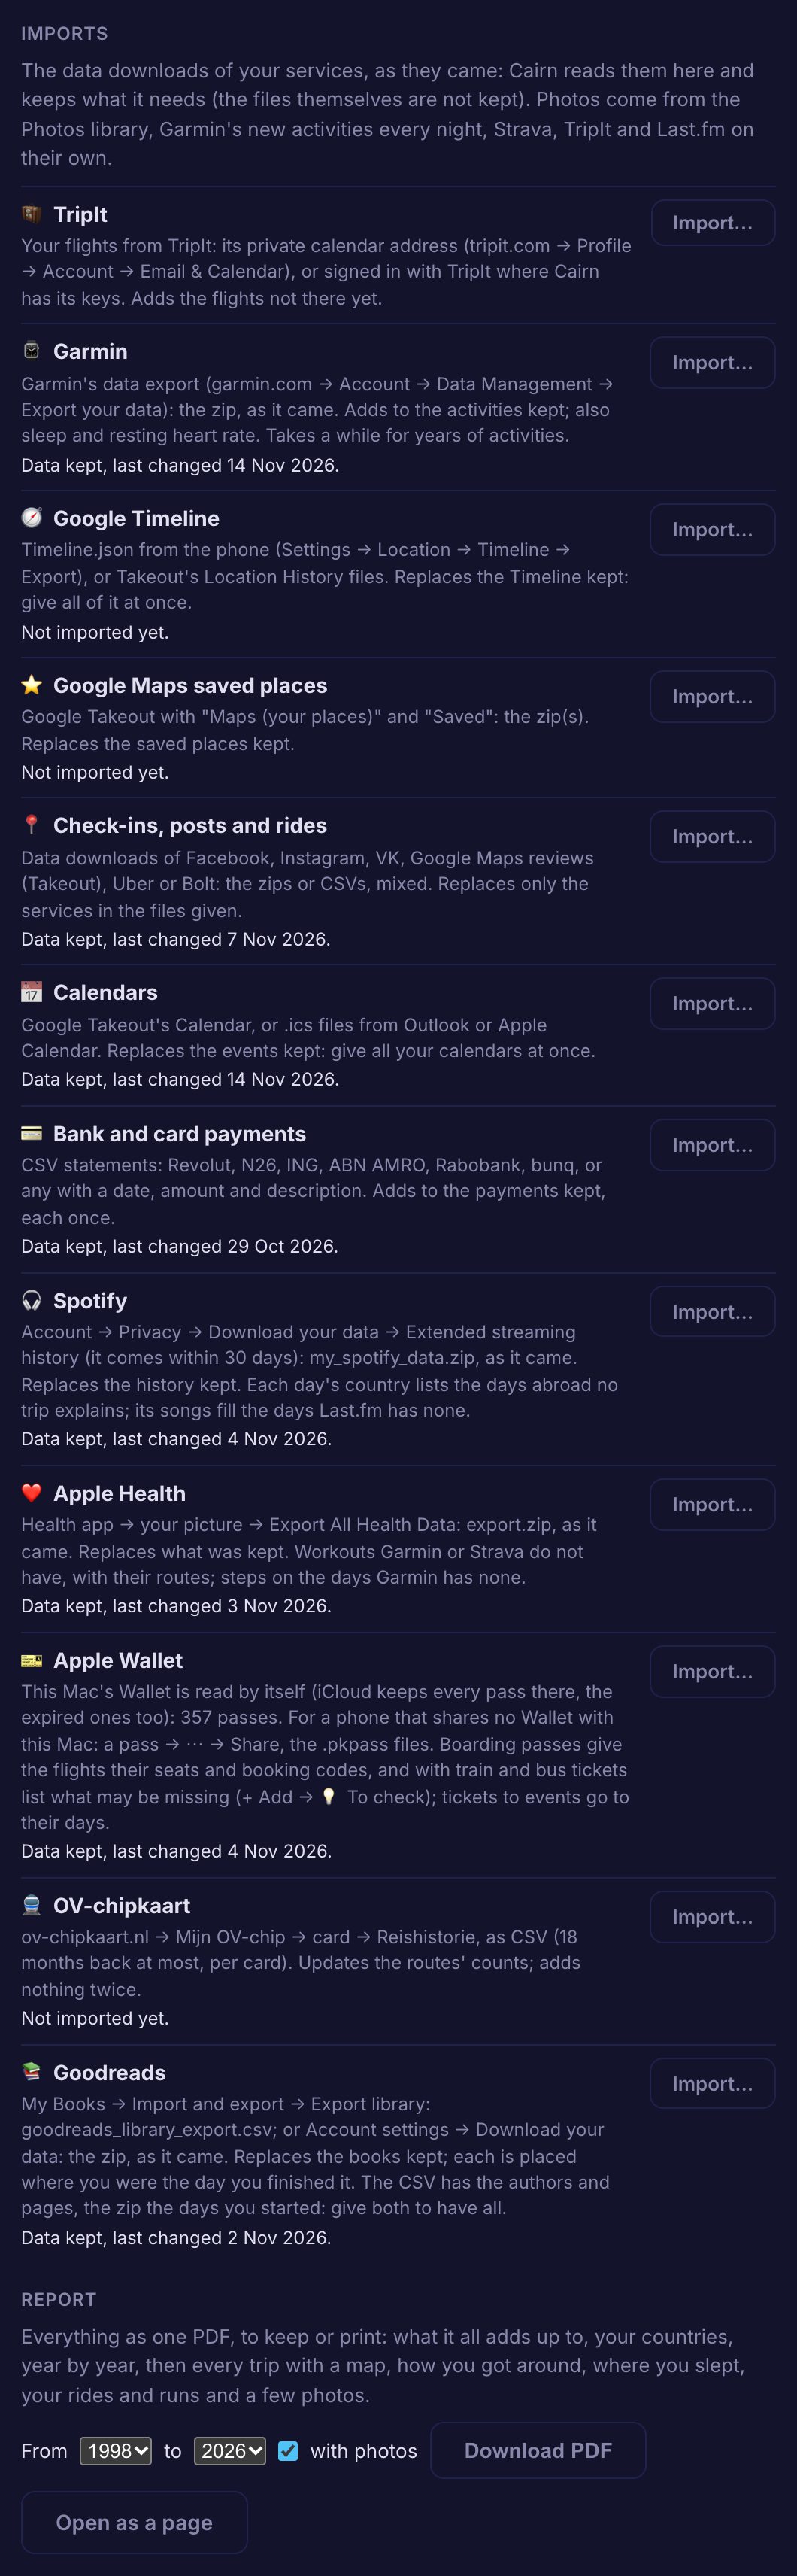 IMPORTS
The data downloads of your services, as they came: Cairn reads them here and
keeps what it needs (the files themselves are not kept). Photos come from the
Photos library, Garmin's new activities every night, Strava, TripIt and Last.fm on
their own.
TripIt
Import…
Your flights from TripIt: its private calendar address (tripit.com → Profile
→ Account → Email & Calendar), or signed in with TripIt where Cairn
has its keys. Adds the flights not there yet.
Garmin
Import…
Garmin's data export (garmin.com → Account → Data Management →
Export your data): the zip, as it came. Adds to the activities kept; also
sleep and resting heart rate. Takes a while for years of activities.
Data kept, last changed 14 Nov 2026.
Google Timeline
Import…
Timeline.json from the phone (Settings → Location → Timeline →
Export), or Takeout's Location History files. Replaces the Timeline kept:
give all of it at once.
Not imported yet.
Google Maps saved places
Import…
Google Takeout with "Maps (your places)" and "Saved": the zip(s).
Replaces the saved places kept.
Not imported yet.
Check-ins, posts and rides
Import…
Data downloads of Facebook, Instagram, VK, Google Maps reviews
(Takeout), Uber or Bolt: the zips or CSVs, mixed. Replaces only the
services in the files given.
Data kept, last changed 7 Nov 2026.
17
Calendars
Import…
Google Takeout's Calendar, or .ics files from Outlook or Apple
Calendar. Replaces the events kept: give all your calendars at once.
Data kept, last changed 14 Nov 2026.
Bank and card payments
Import…
CSV statements: Revolut, N26, ING, ABN AMRO, Rabobank, bunq, or
any with a date, amount and description. Adds to the payments kept,
each once.
Data kept, last changed 29 Oct 2026.
Spotify
Import…
Account → Privacy → Download your data → Extended streaming
history (it comes within 30 days): my_spotify_data.zip, as it came.
Replaces the history kept. Each day's country lists the days abroad no
trip explains; its songs fill the days Last.fm has none.
Data kept, last changed 4 Nov 2026.
Apple Health
Import…
Health app → your picture → Export All Health Data: export.zip, as it
came. Replaces what was kept. Workouts Garmin or Strava do not
have, with their routes; steps on the days Garmin has none.
Data kept, last changed 3 Nov 2026.
Apple Wallet
Import…
This Mac's Wallet is read by itself (iCloud keeps every pass there, the
expired ones too): 357 passes. For a phone that shares no Wallet with
this Mac: a pass → ··· → Share, the .pkpass files. Boarding passes give
the flights their seats and booking codes, and with train and bus tickets
list what may be missing (+ Add → 💡 To check); tickets to events go to
their days.
Data kept, last changed 4 Nov 2026.
OV-chipkaart
Import…
ov-chipkaart.nl → Mijn OV-chip → card → Reishistorie, as CSV (18
months back at most, per card). Updates the routes' counts; adds
nothing twice.
Not imported yet.
Goodreads
Import…
My Books → Import and export → Export library:
goodreads_library_export.csv; or Account settings → Download your
data: the zip, as it came. Replaces the books kept; each is placed
where you were the day you finished it. The CSV has the authors and
pages, the zip the days you started: give both to have all.
Data kept, last changed 2 Nov 2026.
REPORT
Everything as one PDF, to keep or print: what it all adds up to, your countries,
year by year, then every trip with a map, how you got around, where you slept,
your rides and runs and a few photos.
From 1998 to 2026 with photos Download PDF
Open as a page